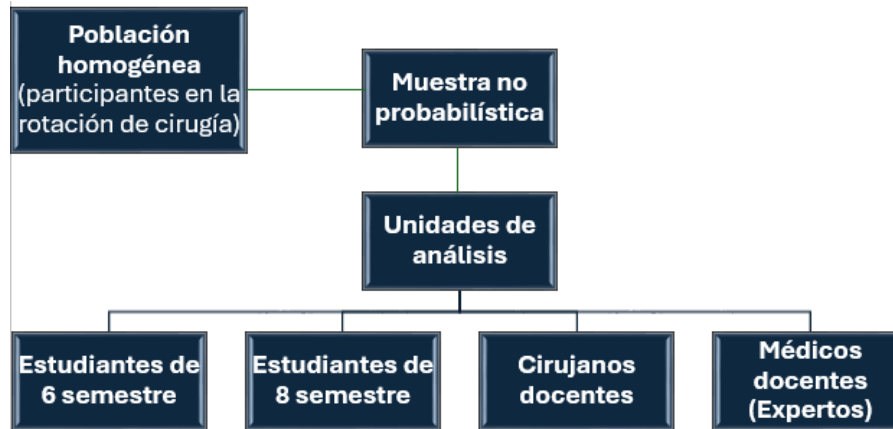 Población
homogénea
(participantes en la
rotación de cirugía)
Muestra no
probabilística
Unidades de
análisis
Estudiantes de
6 semestre
Estudiantes de
8 semestre
Cirujanos
docentes
Médicos
docentes
(Expertos)